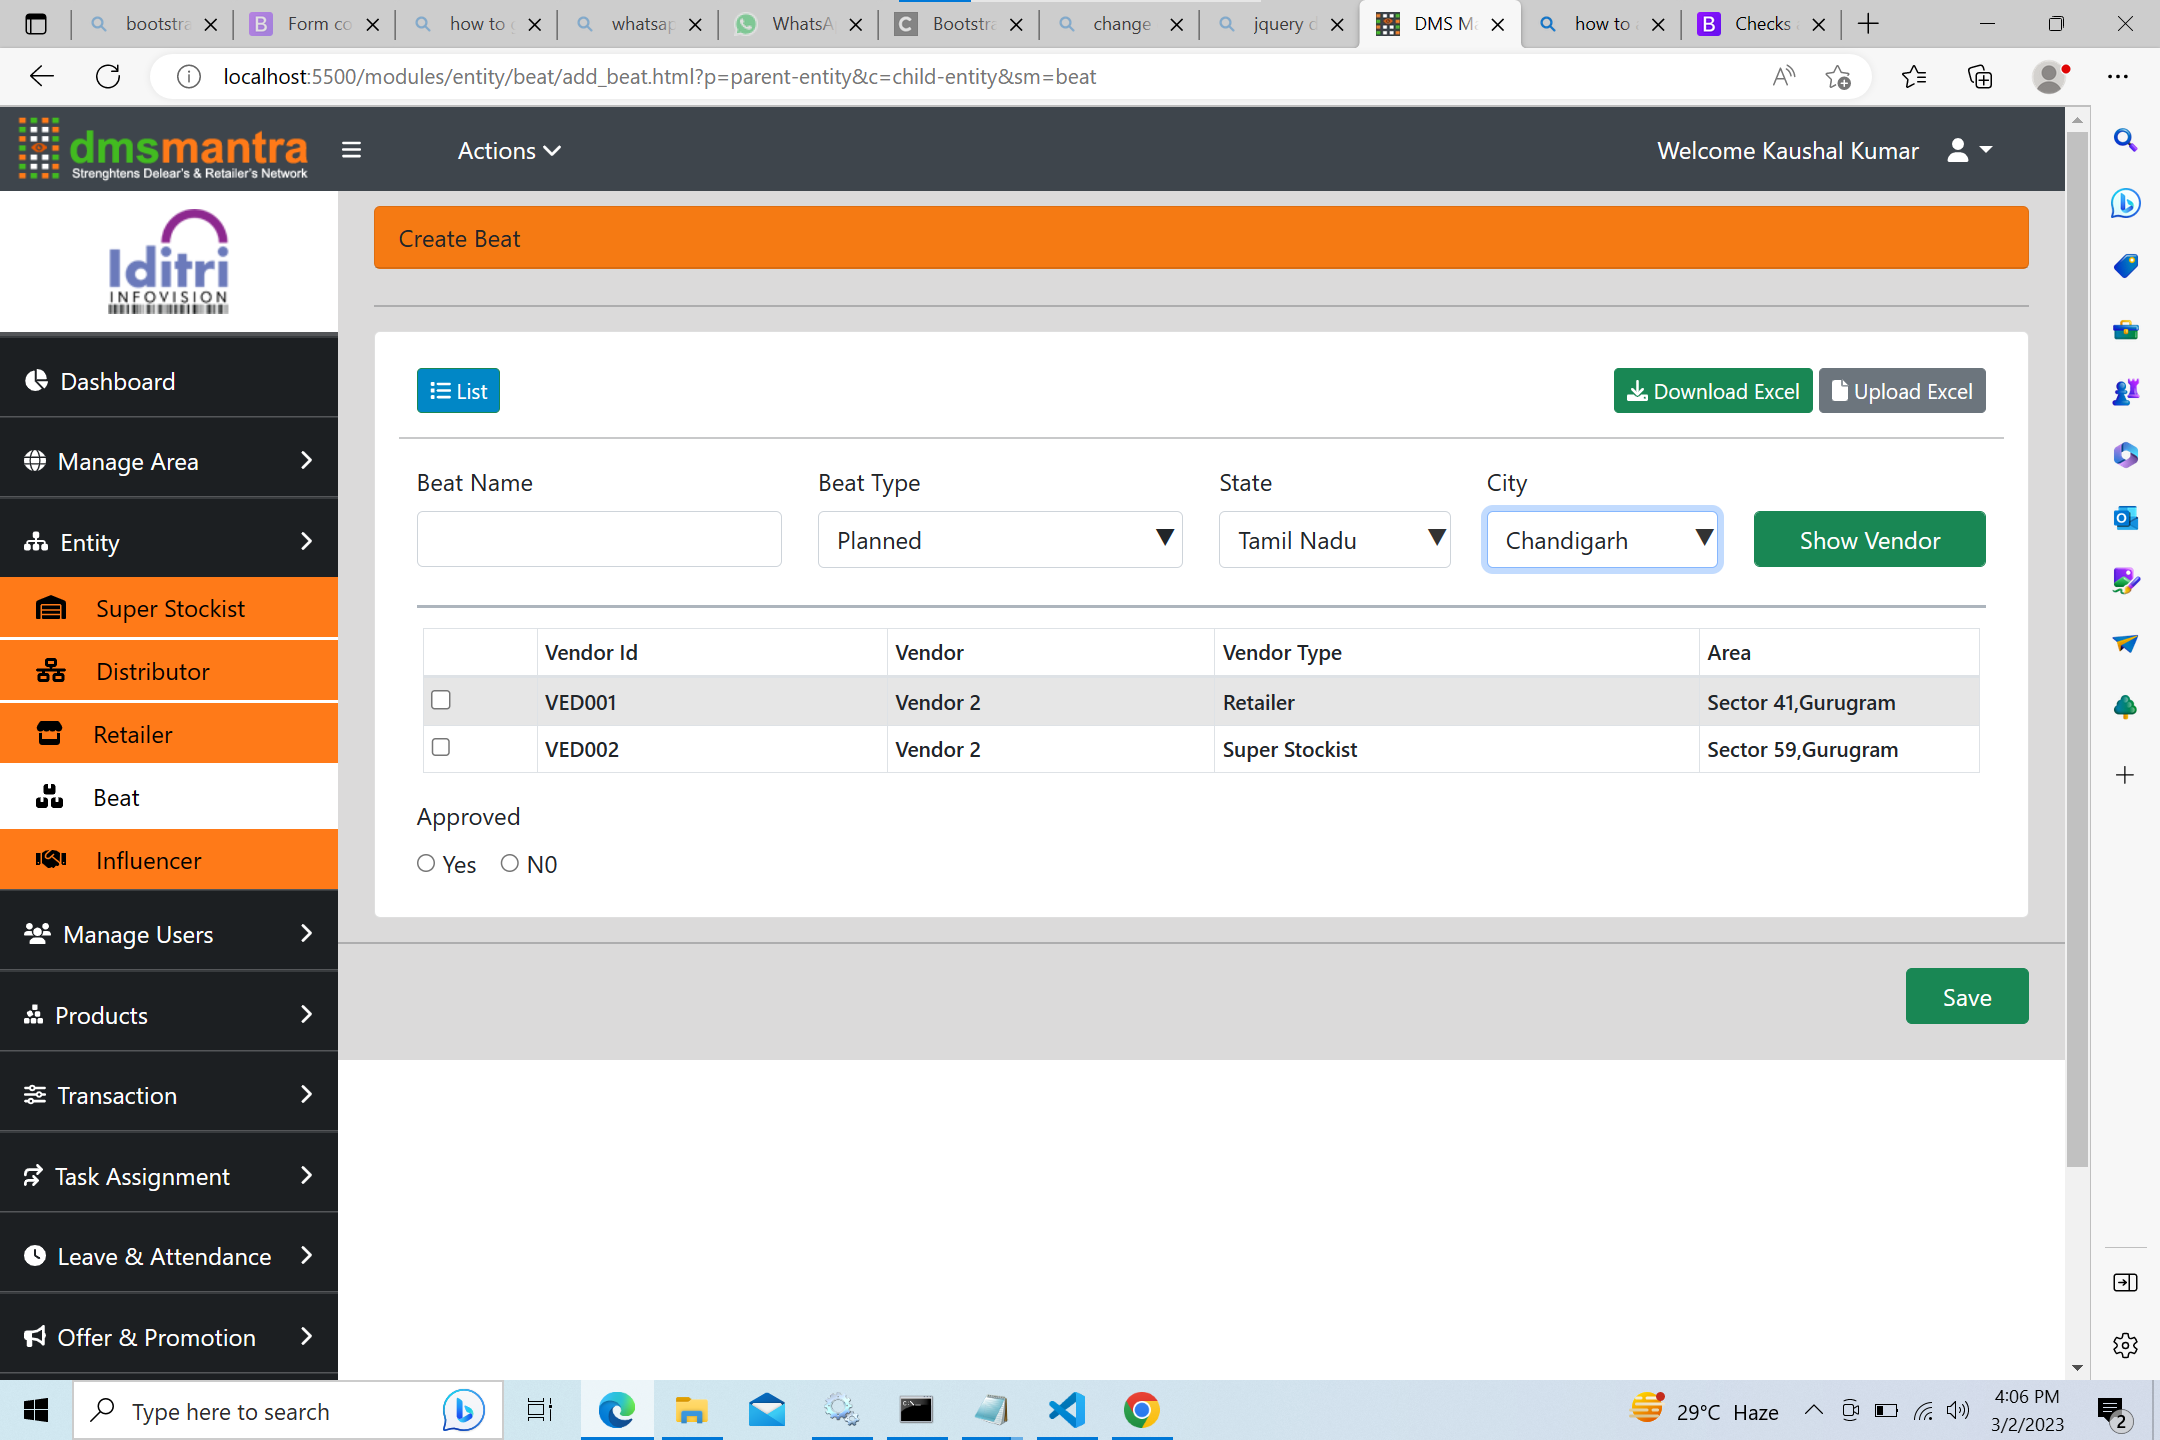 bootstra
Form co
how to g
whatsap
WhatsA
Bootstra
change
jquery d
DMS Ma
how to
Checks
localhost:5500/modules/entity/beat/add_beat.html?p=parent-entity&c=child-entity&sm=beat
dmsmantra
Strenghtens Delear's & Retailer's Network
Actions
Welcome Kaushal Kumar
Iditri
INFOVISION
Create Beat
Dashboard
Manage Area
Entity
Super Stockist
Distributor
Retailer
Beat
Influencer
Manage Users
Products
Transaction
Task Assignment
Leave & Attendance
Offer & Promotion
List
Download Excel
Upload Excel
Beat Name
Beat Type
State
City
Planned
Tamil Nadu
Chandigarh
Show Vendor
Vendor Id Vendor Vendor Type Area
VED001 Vendor 2 Retailer Sector 41,Gurugram
VED002 Vendor 2 Super Stockist Sector 59,Gurugram
Approved
Yes N0
Save
Type here to search
29°C Haze
4:06 PM
3/2/2023
2